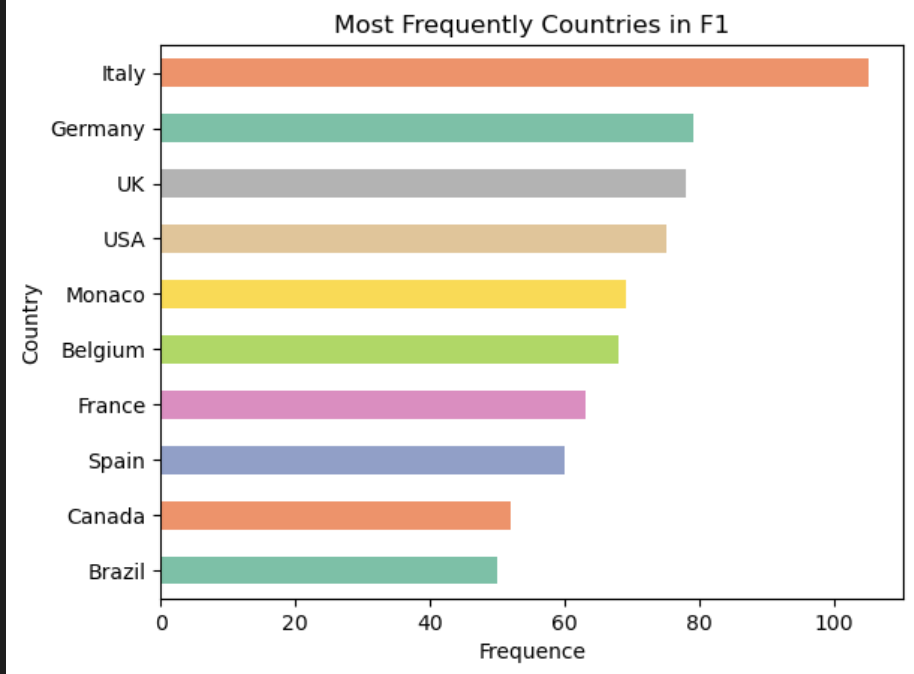 Most Frequently Countries in F1
Italy
Germany
UK
USA
Monaco
Belgium
France
Spain
Canada
Brazil
Country
0 20 40 60 80 100
Frequence